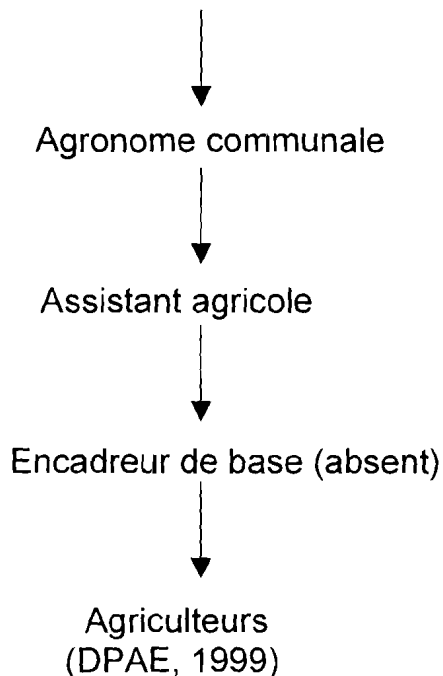 Agronome communale
Assistant agricole
Encadreur de base (absent)
Agriculteurs
(DPAE, 1999)